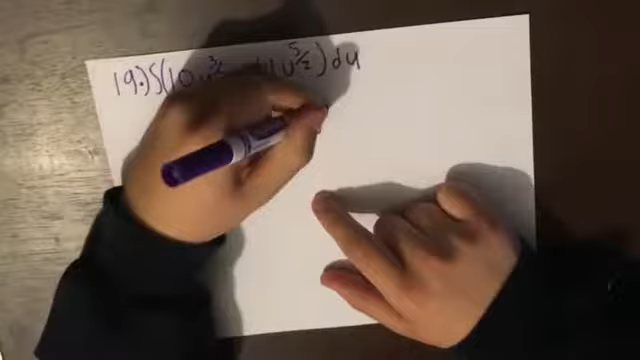 19.) ∫(10u^3/2 u^5/2) du